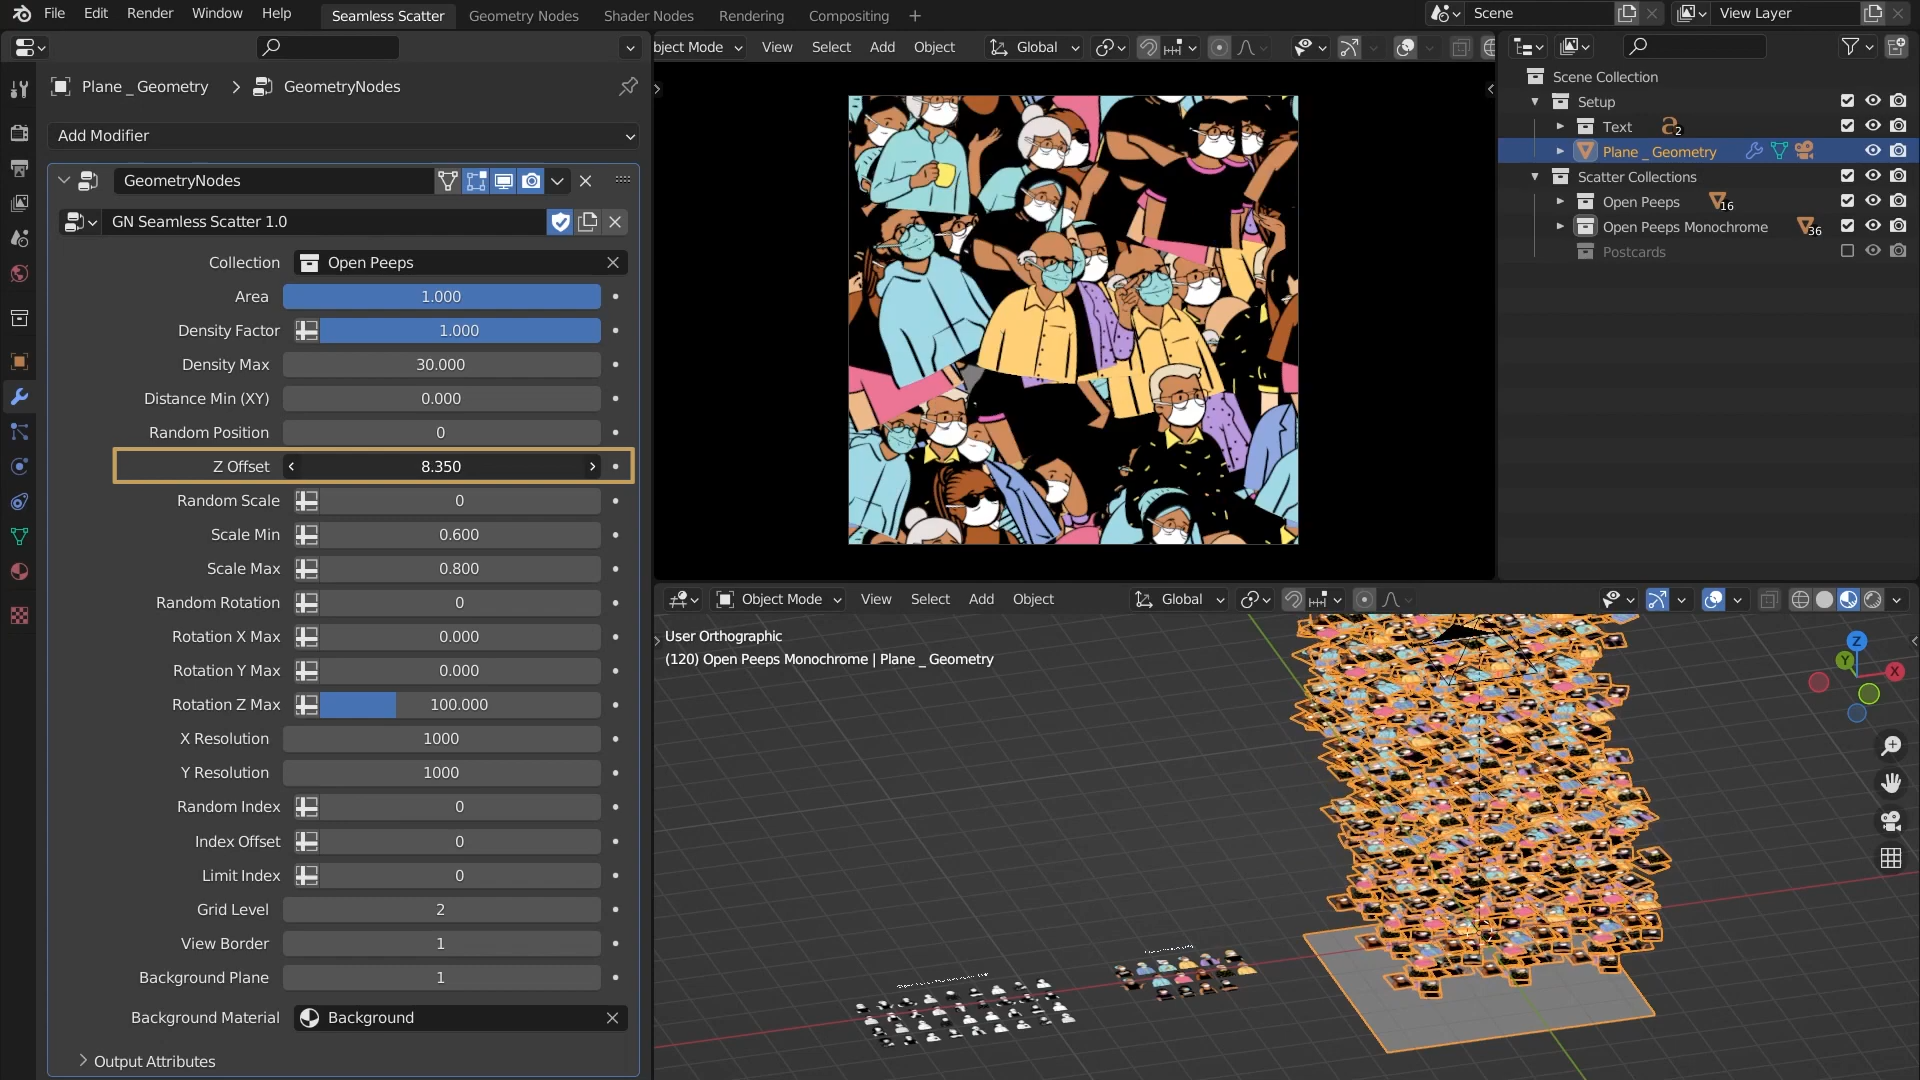 File Edit Render Window Help Seamless Scatter Geometry Nodes Shader Nodes Rendering Compositing + Scene View Layer
bject Mode View Select Add Object Global
Plane _ Geometry > GeometryNodes
Add Modifier
GeometryNodes
GN Seamless Scatter 1.0
Collection Open Peeps
Area 1.000
Density Factor 1.000
Density Max 30.000
Distance Min (XY) 0.000
Random Position 0
Z Offset 8.350
Random Scale 0
Scale Min 0.600
Scale Max 0.800
Random Rotation 0
Rotation X Max 0.000
Rotation Y Max 0.000
Rotation Z Max 100.000
X Resolution 1000
Y Resolution 1000
Random Index 0
Index Offset 0
Limit Index 0
Grid Level 2
View Border 1
Background Plane 1
Background Material Background
Output Attributes
Scene Collection
Setup
Text 2
Plane _ Geometry
Scatter Collections
Open Peeps 16
Open Peeps Monochrome 36
Postcards
Object Mode View Select Add Object Global
User Orthographic
(120) Open Peeps Monochrome | Plane _ Geometry
Z
Y
X